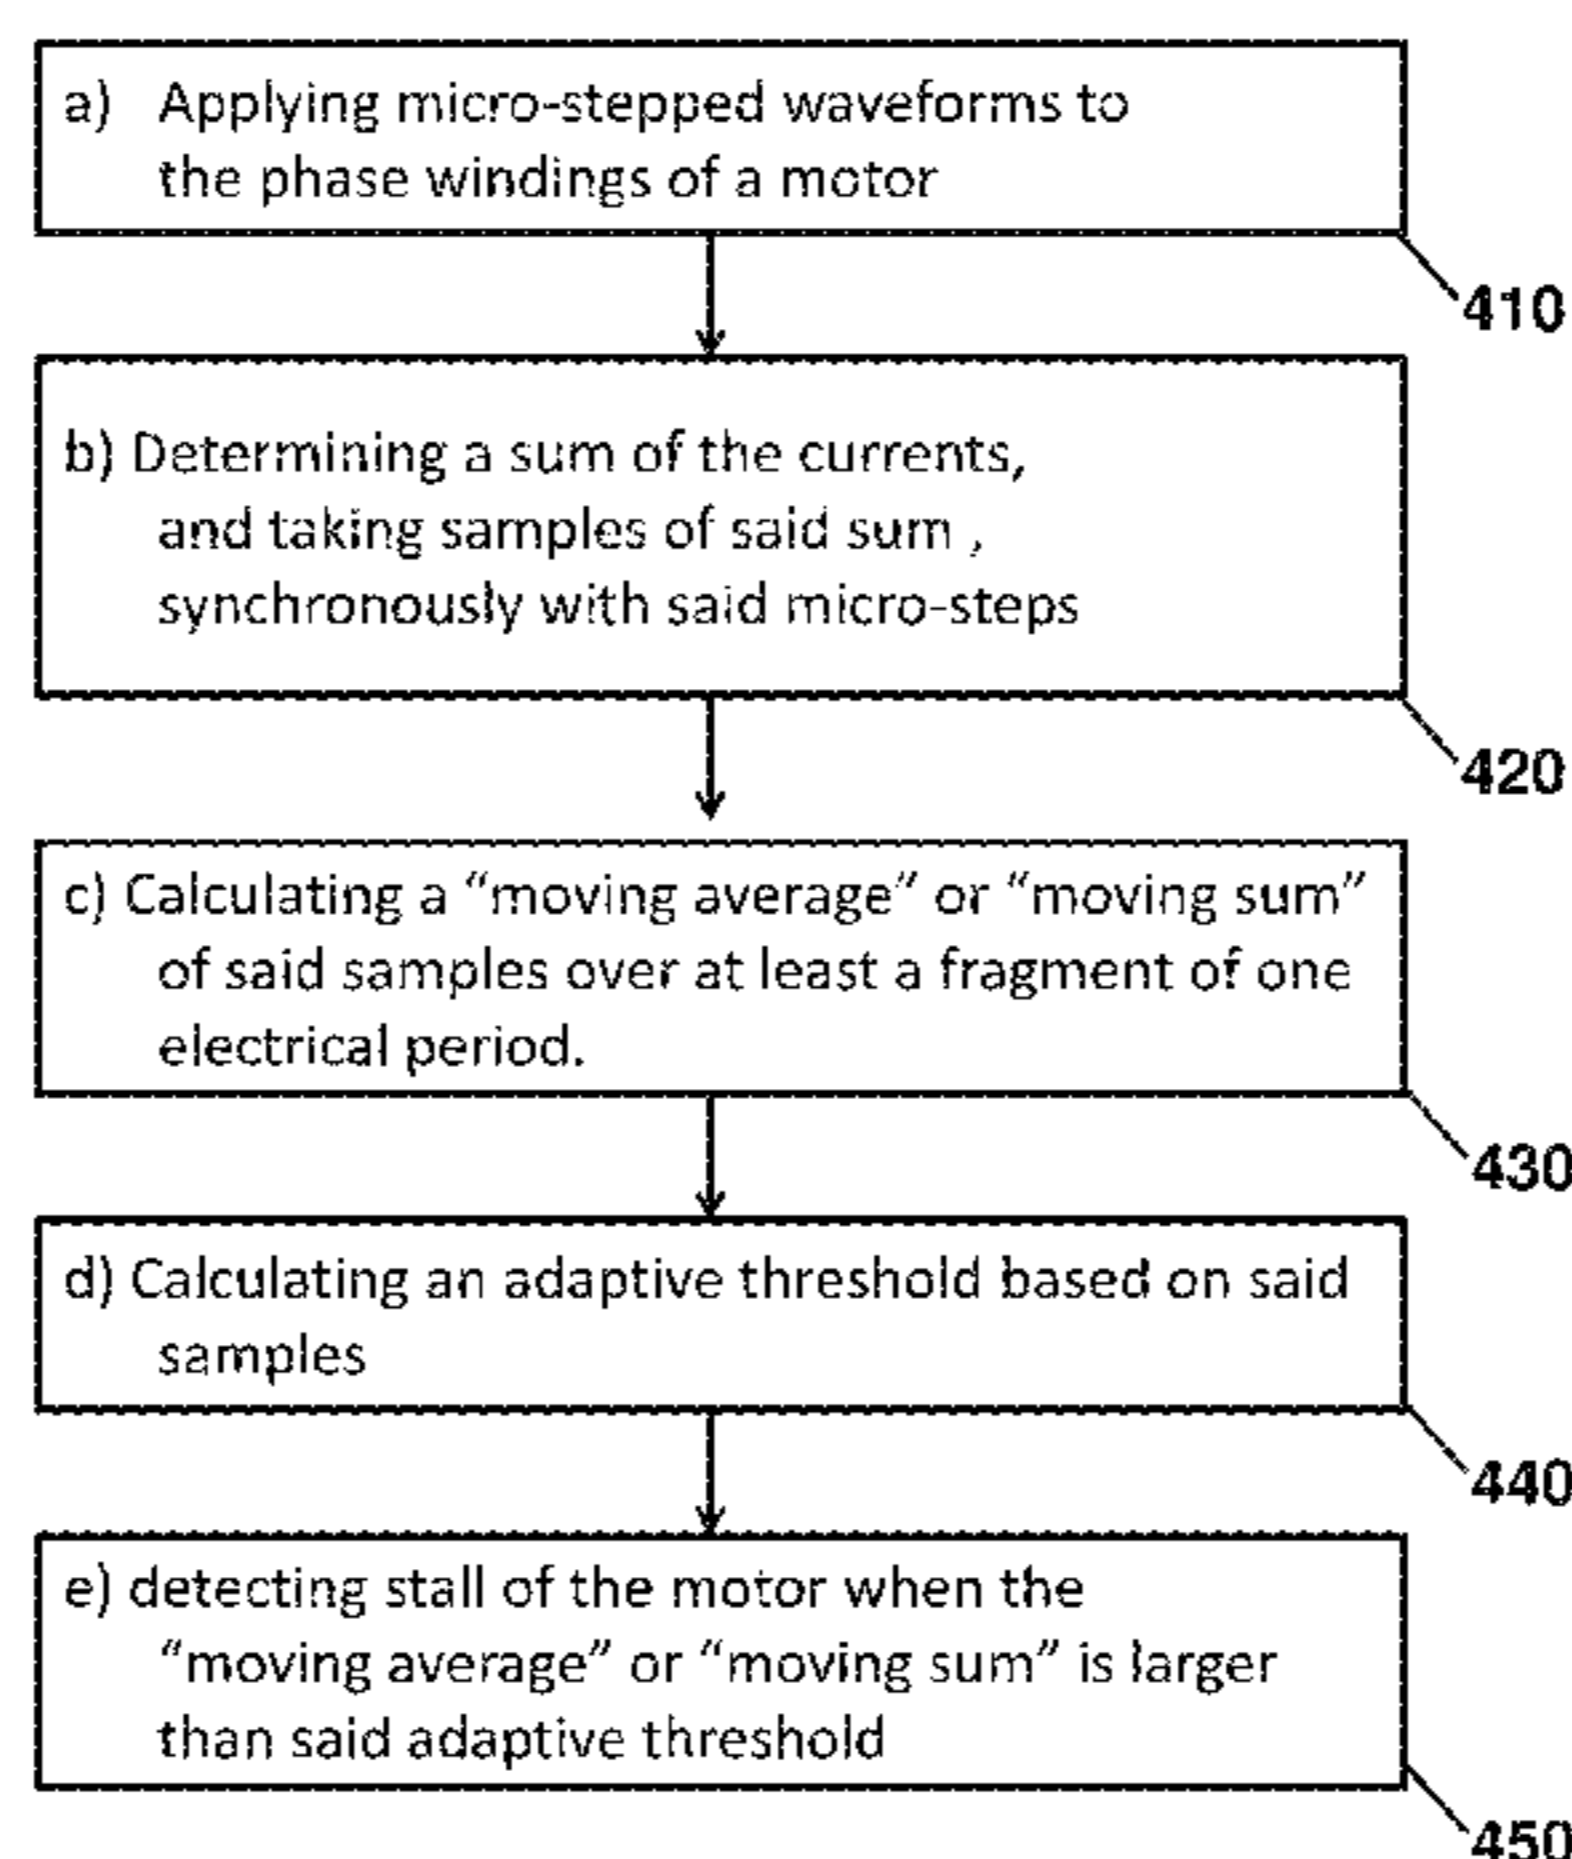 a) Applying micro-stepped waveforms to
the phase windings of a motor
410
b) Determining a sum of the currents,
and taking samples of said sum ,
synchronously with said micro-steps
420
c) Calculating a “moving average” or “moving sum”
of said samples over at least a fragment of one
electrical period.
430
d) Calculating an adaptive threshold based on said
samples
440
e) detecting stall of the motor when the
“moving average” or “moving sum” is larger
than said adaptive threshold
450